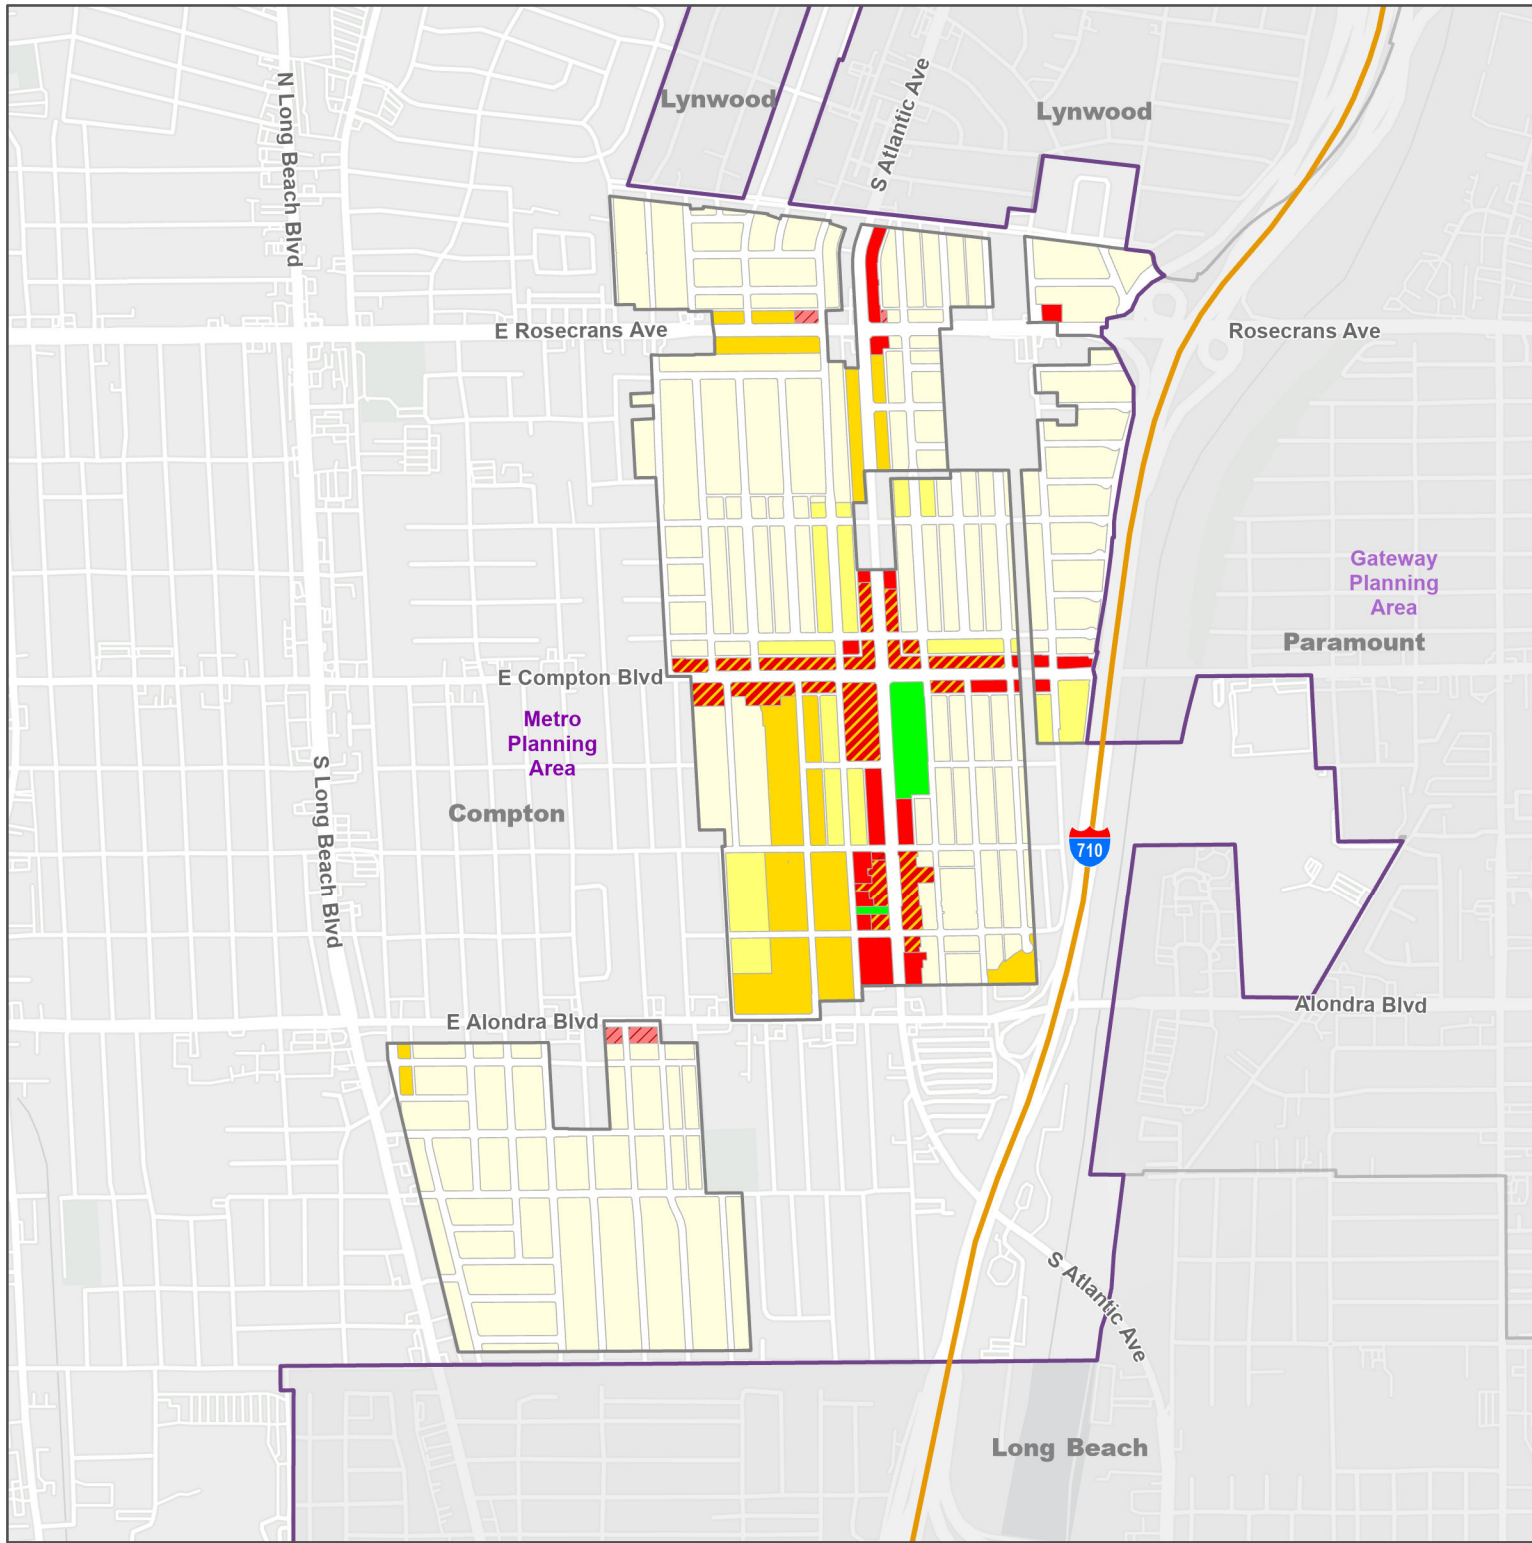 Lynwood
Lynwood
S Atlantic Ave
N Long Beach Blvd
E Rosecrans Ave
Rosecrans Ave
Gateway
Planning
Area
Paramount
E Compton Blvd
Metro
Planning
Area
Compton
S Long Beach Blvd
710
Alondra Blvd
E Alondra Blvd
S Atlantic Ave
Long Beach